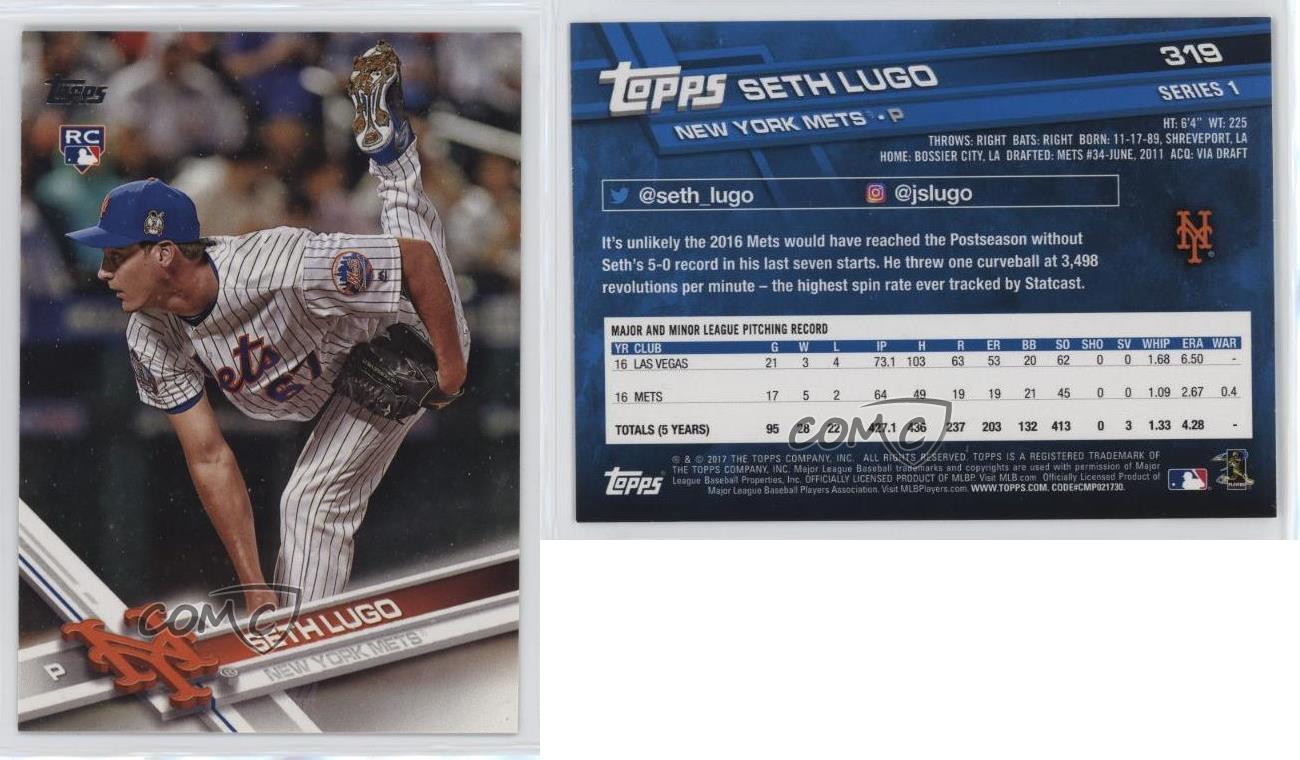 Topps
RC
Mets
67
COMC
SETH LUGO
NEW YORK METS®
P
Topps SETH LUGO 319
NEW YORK METS® • P SERIES 1
HT: 6'4" WT: 225
THROWS: RIGHT BATS: RIGHT BORN: 11-17-89, SHREVEPORT, LA
HOME: BOSSIER CITY, LA DRAFTED: METS #34-JUNE, 2011 ACQ: VIA DRAFT
@seth_lugo @jslugo
It's unlikely the 2016 Mets would have reached the Postseason without
Seth's 5-0 record in his last seven starts. He threw one curveball at 3,498
revolutions per minute – the highest spin rate ever tracked by Statcast.
MAJOR AND MINOR LEAGUE PITCHING RECORD
YR CLUB G W L IP H R ER BB SO SHO SV WHIP ERA WAR
16 LAS VEGAS 21 3 4 73.1 103 63 53 20 62 0 0 1.68 6.50 -
16 METS 17 5 2 64 49 19 19 21 45 0 0 1.09 2.67 0.4
TOTALS (5 YEARS) 95 28 22 427.1 436 237 203 132 413 0 3 1.33 4.28 -
COMC
® & © 2017 THE TOPPS COMPANY, INC. ALL RIGHTS RESERVED. TOPPS IS A REGISTERED TRADEMARK OF
THE TOPPS COMPANY, INC. Major League Baseball trademarks and copyrights are used with permission of Major
League Baseball Properties, Inc. OFFICIALLY LICENSED PRODUCT OF MLBP. Visit MLB.com Officially Licensed Product of
Major League Baseball Players Association. Visit MLBPlayers.com. WWW.TOPPS.COM. CODE#CMP021730.
Topps